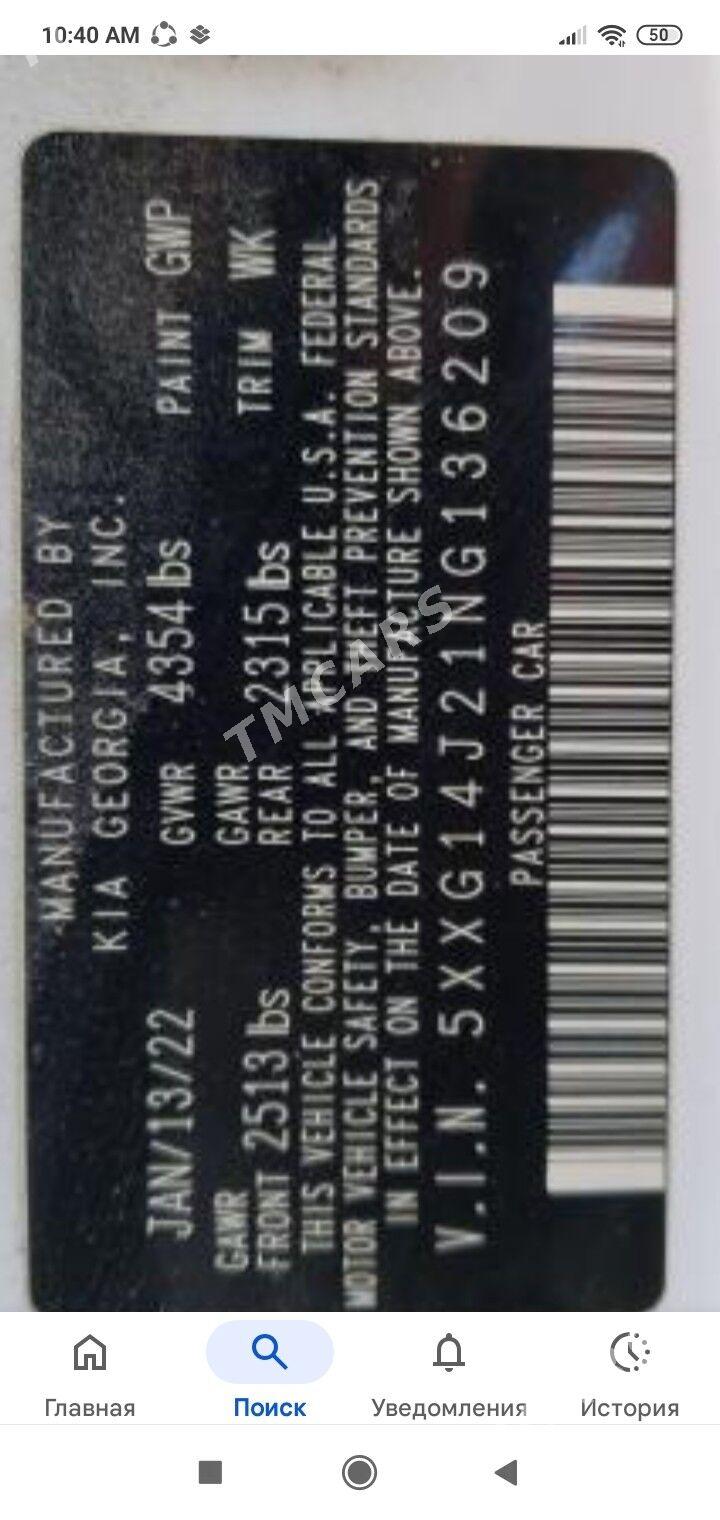 10:40 AM
50
MANUFACTURED BY
KIA GEORGIA, INC.
JAN/13/22 GVWR 4354 lbs PAINT GWP
GAWR GAWR
FRONT 2513 lbs REAR 2315 lbs TRIM WK
THIS VEHICLE CONFORMS TO ALL APPLICABLE U.S.A. FEDERAL
MOTOR VEHICLE SAFETY, BUMPER, AND THEFT PREVENTION STANDARDS
IN EFFECT ON THE DATE OF MANUFACTURE SHOWN ABOVE.
V.I.N. 5XXG14J21NG136209
PASSENGER CAR
TMCARS
Главная Поиск Уведомления История